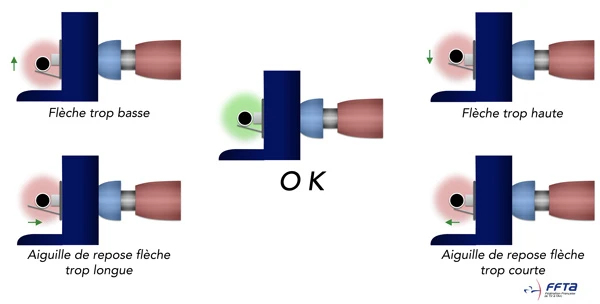 Flèche trop basse
Flèche trop haute
O K
Aiguille de repose flèche
trop longue
Aiguille de repose flèche
trop courte
FFTA